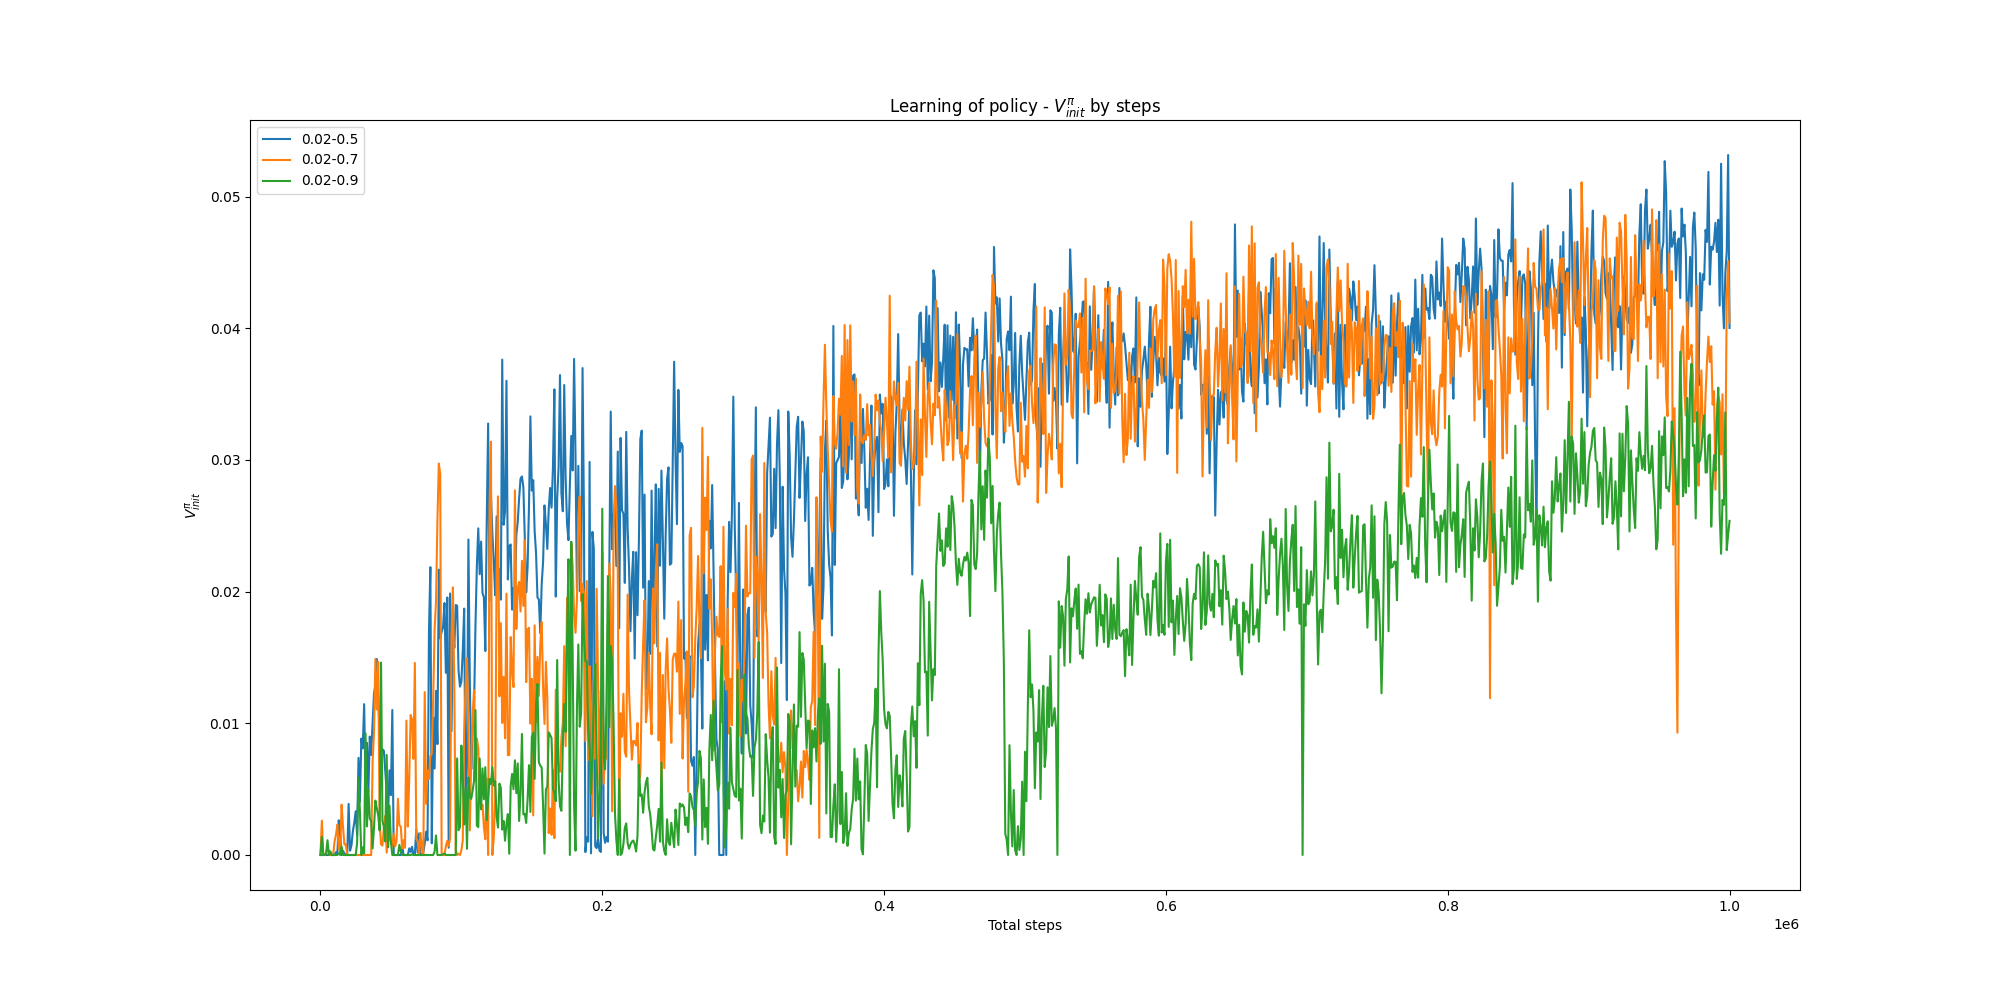 Learning of policy - $V_{init}^{\pi}$ by steps
0.02-0.5
0.02-0.7
0.02-0.9
$V_{init}^{\pi}$
0.05
0.04
0.03
0.02
0.01
0.00
0.0 0.2 0.4 0.6 0.8 1.0
Total steps
1e6